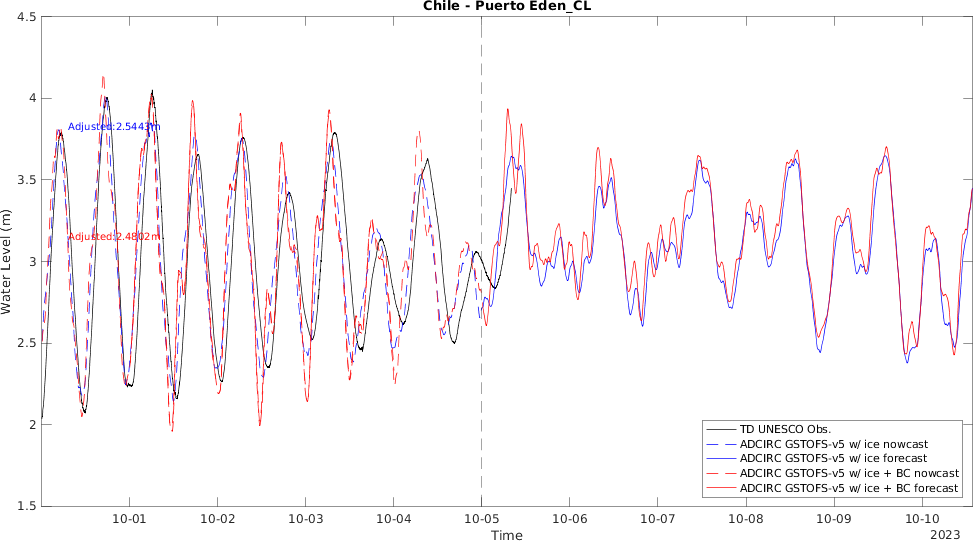 Chile - Puerto Eden_CL
4.5
4
3.5
3
2.5
2
1.5
Water Level (m)
Adjusted:2.5443m
Adjusted:2.4802m
TD UNESCO Obs.
ADCIRC GSTOFS-v5 w/ ice nowcast
ADCIRC GSTOFS-v5 w/ ice forecast
ADCIRC GSTOFS-v5 w/ ice + BC nowcast
ADCIRC GSTOFS-v5 w/ ice + BC forecast
10-01 10-02 10-03 10-04 10-05 10-06 10-07 10-08 10-09 10-10
Time
2023